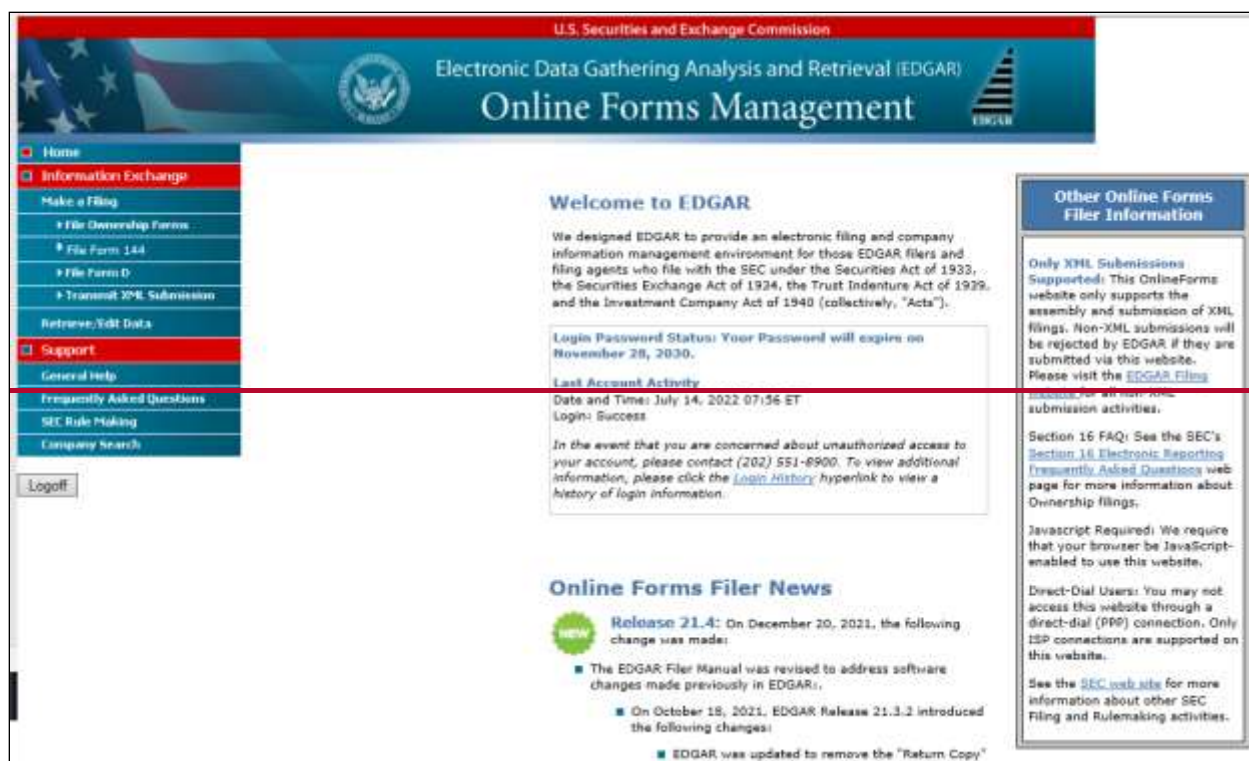 U.S. Securities and Exchange Commission
Electronic Data Gathering Analysis and Retrieval (EDGAR)
Online Forms Management
EDGAR
Home
Information Exchange
Make a Filing
File Ownership Forms
File Form 144
File Form D
Transmit XML Submission
Retrieve/Edit Data
Support
General Help
Frequently Asked Questions
SEC Rule Making
Company Search
Logoff
Welcome to EDGAR
We designed EDGAR to provide an electronic filing and company
information management environment for those EDGAR filers and
filing agents who file with the SEC under the Securities Act of 1933,
the Securities Exchange Act of 1934, the Trust Indenture Act of 1939,
and the Investment Company Act of 1940 (collectively, "Acts").
Login Password Status: Your Password will expire on
November 28, 2030.
Last Account Activity
Date and Time: July 14, 2022 07:56 ET
Login: Success
In the event that you are concerned about unauthorized access to
your account, please contact (202) 551-8900. To view additional
information, please click the Login History hyperlink to view a
history of login information.
Online Forms Filer News
NEW
Release 21.4: On December 20, 2021, the following
change was made:
The EDGAR Filer Manual was revised to address software
changes made previously in EDGAR:.
On October 18, 2021, EDGAR Release 21.3.2 introduced
the following changes:
EDGAR was updated to remove the "Return Copy"
Other Online Forms
Filer Information
Only XML Submissions
Supported: This OnlineForms
website only supports the
assembly and submission of XML
filings. Non-XML submissions will
be rejected by EDGAR if they are
submitted via this website.
Please visit the EDGAR Filing
Website for all non-XML
submission activities.
Section 16 FAQ: See the SEC's
Section 16 Electronic Reporting
Frequently Asked Questions web
page for more information about
Ownership filings.
Javascript Required: We require
that your browser be JavaScript-
enabled to use this website.
Direct-Dial Users: You may not
access this website through a
direct-dial (PPP) connection. Only
ISP connections are supported on
this website.
See the SEC web site for more
information about other SEC
Filing and Rulemaking activities.